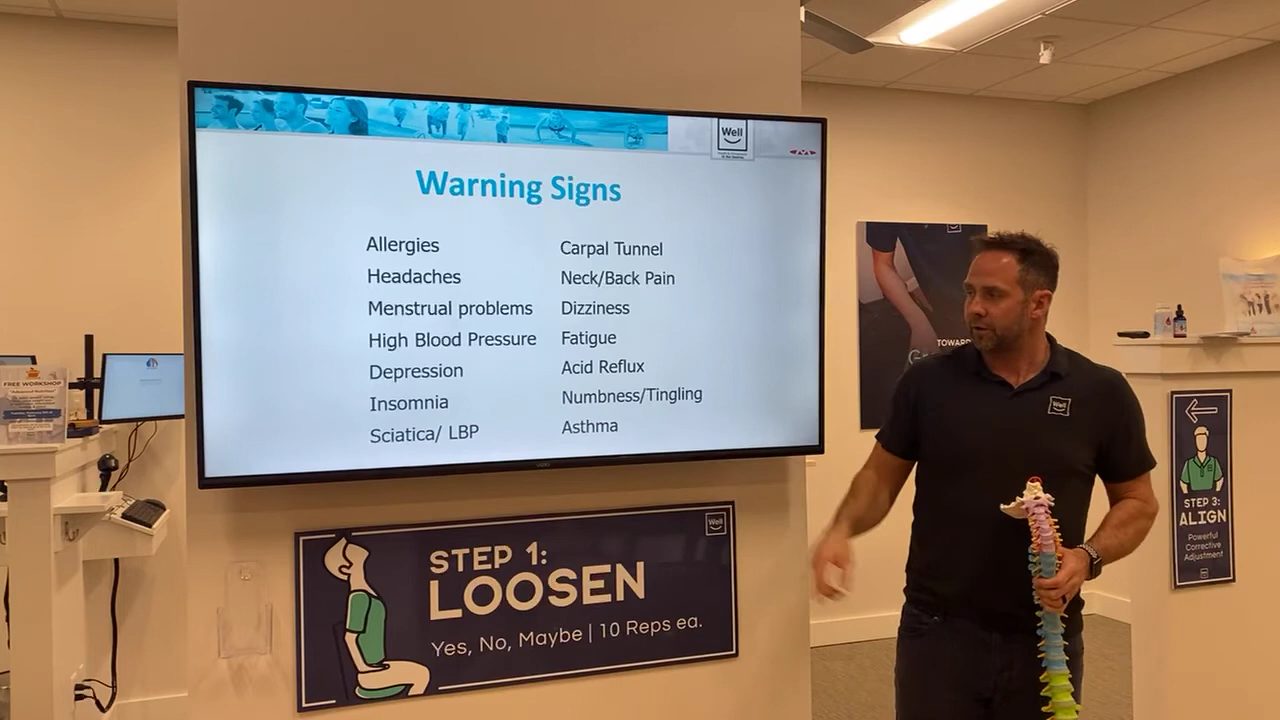 Well
Warning Signs
Allergies
Headaches
Menstrual problems
High Blood Pressure
Depression
Insomnia
Sciatica/ LBP
Carpal Tunnel
Neck/Back Pain
Dizziness
Fatigue
Acid Reflux
Numbness/Tingling
Asthma
STEP 1:
LOOSEN
Yes, No, Maybe | 10 Reps ea.
Well
FREE WORKSHOP
TOWARD
Well
STEP 3:
ALIGN
Powerful
Corrective
Adjustment